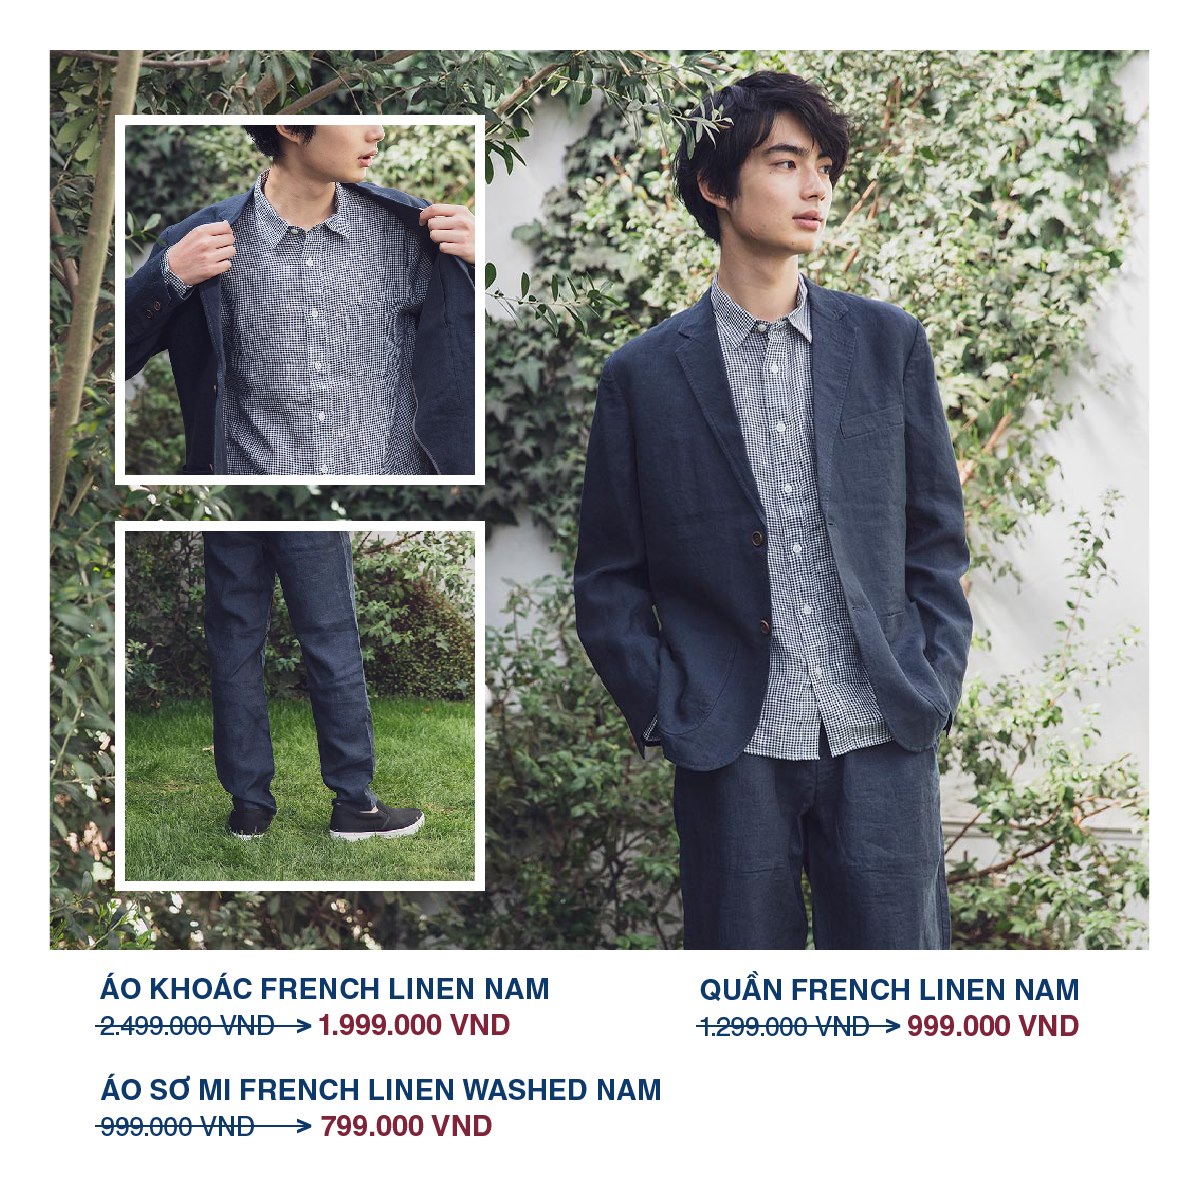 ÁO KHOÁC FRENCH LINEN NAM
2.499.000 VND > 1.999.000 VND
QUẦN FRENCH LINEN NAM
1.299.000 VND > 999.000 VND
ÁO SƠ MI FRENCH LINEN WASHED NAM
999.000 VND > 799.000 VND